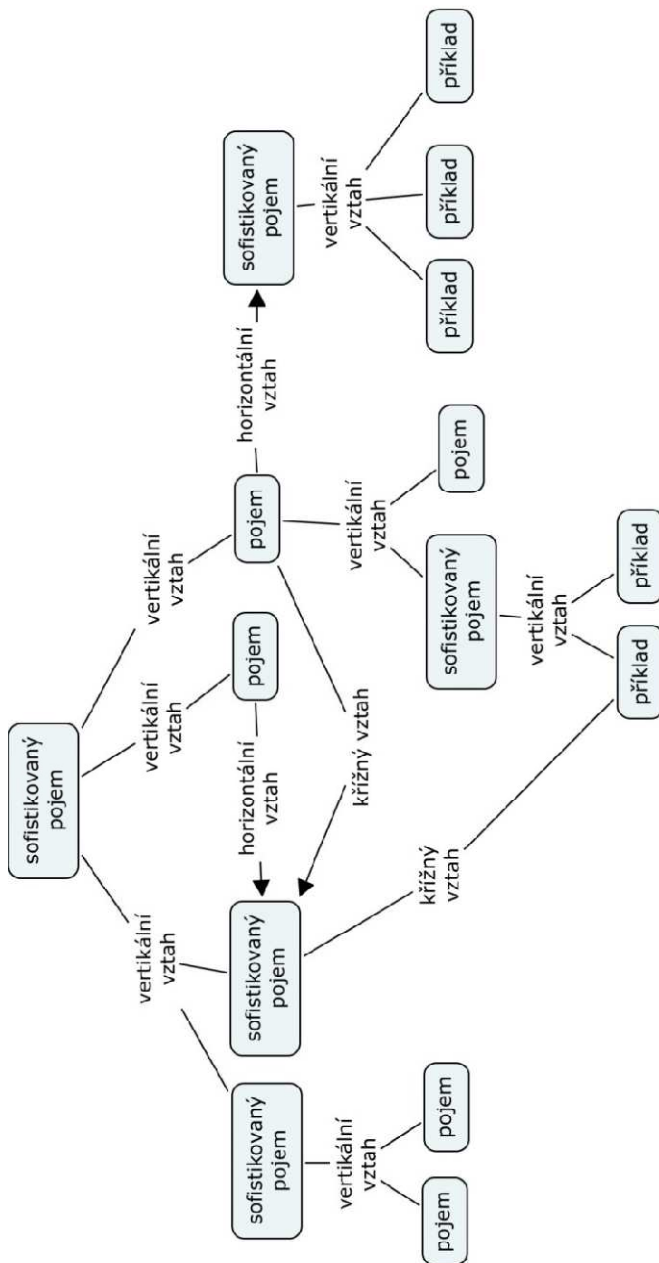 sofistikovaný
pojem
vertikální
vztah
vertikální
vztah
vertikální
vztah
sofistikovaný
pojem
sofistikovaný
pojem
horizontální
vztah
pojem
pojem
horizontální
vztah
sofistikovaný
pojem
vertikální
vztah
křížný vztah
vertikální
vztah
vertikální
vztah
pojem
pojem
křížný
vztah
sofistikovaný
pojem
pojem
příklad
příklad
příklad
vertikální
vztah
příklad
příklad